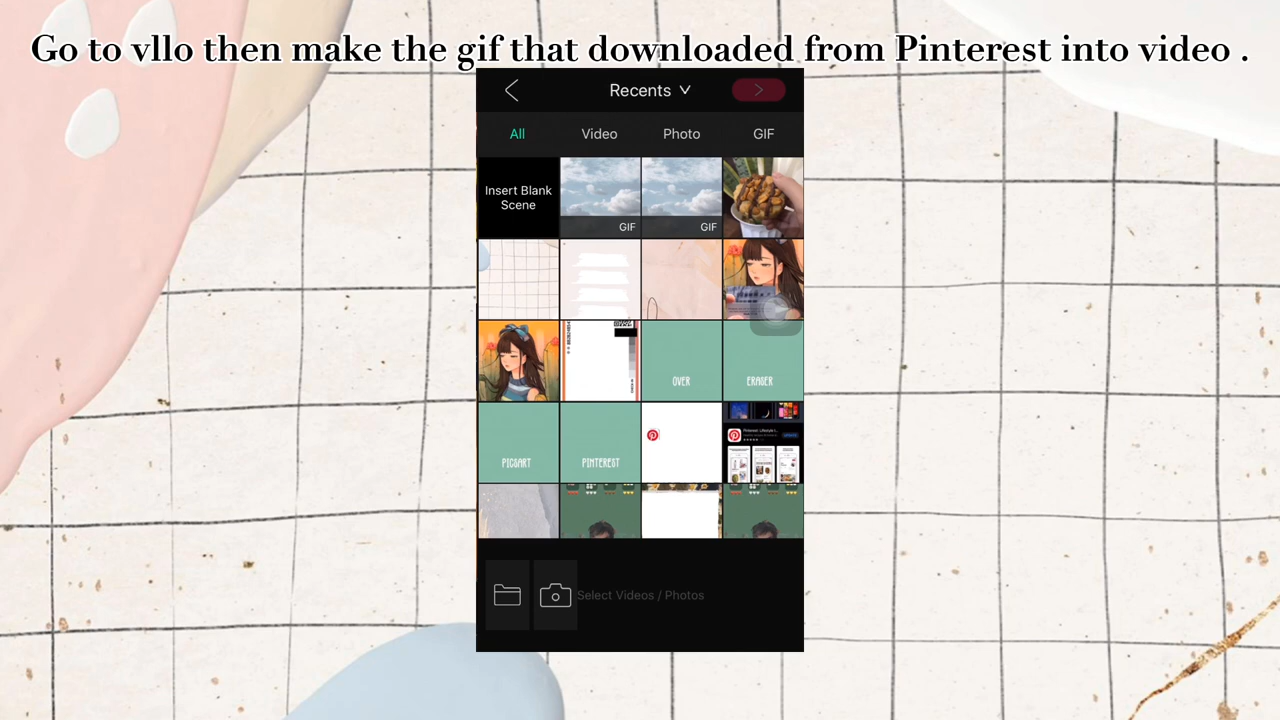 Go to vllo then make the gif that downloaded from Pinterest into video .
Recents
All Video Photo GIF
Insert Blank
Scene
GIF GIF
OVER ERASER
PICSART PINTEREST
Select Videos / Photos